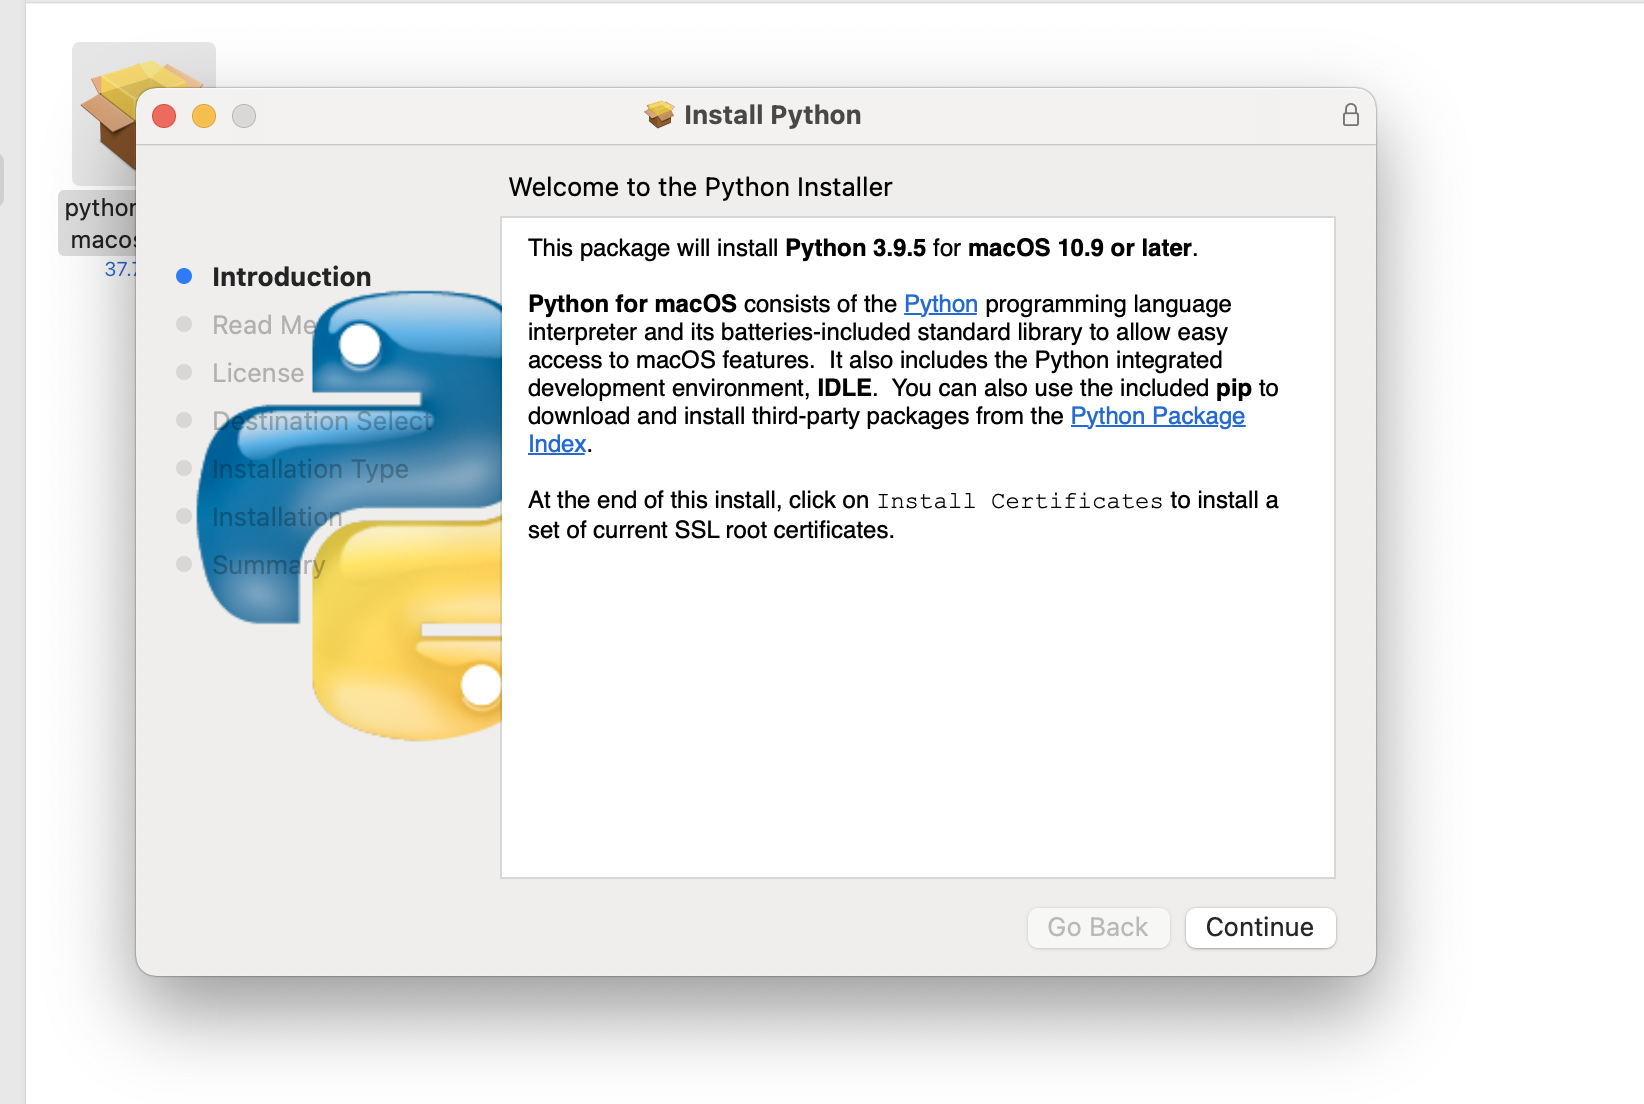 Install Python
python
macos
37.7
Introduction
Read Me
License
Destination Select
Installation Type
Installation
Summary
Welcome to the Python Installer
This package will install Python 3.9.5 for macOS 10.9 or later.
Python for macOS consists of the Python programming language
interpreter and its batteries-included standard library to allow easy
access to macOS features.  It also includes the Python integrated
development environment, IDLE.  You can also use the included pip to
download and install third-party packages from the Python Package
Index.
At the end of this install, click on Install Certificates to install a
set of current SSL root certificates.
Go Back
Continue